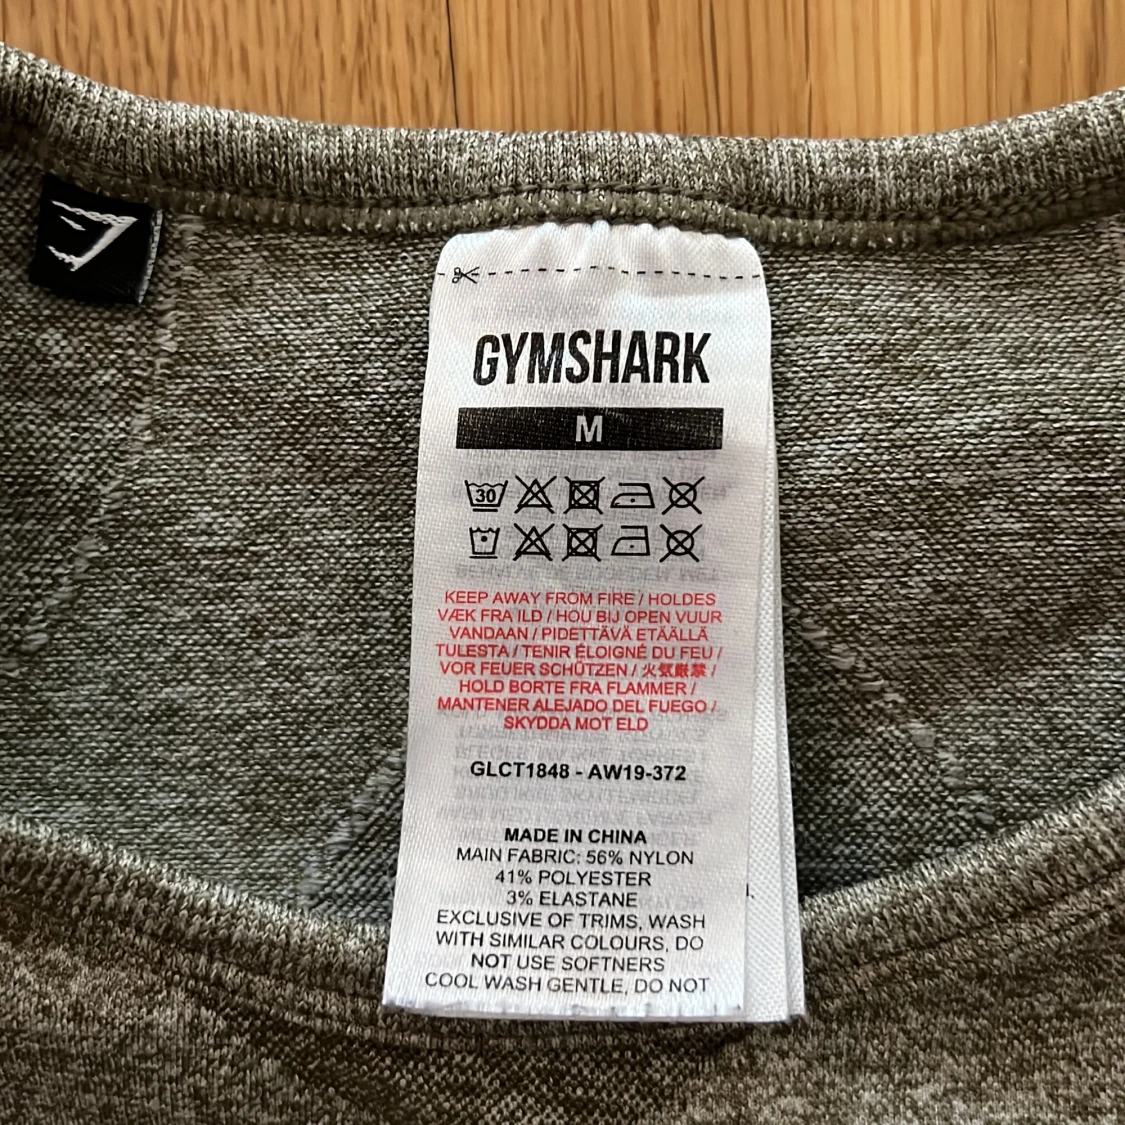 GYMSHARK
M
30
KEEP AWAY FROM FIRE / HOLDES
VÆK FRA ILD / HOU BIJ OPEN VUUR
VANDAAN / PIDETTÄVÄ ETÄÄLLÄ
TULESTA / TENIR ÉLOIGNÉ DU FEU /
VOR FEUER SCHÜTZEN / 火気厳禁 /
HOLD BORTE FRA FLAMMER /
MANTENER ALEJADO DEL FUEGO /
SKYDDA MOT ELD
GLCT1848 - AW19-372
MADE IN CHINA
MAIN FABRIC: 56% NYLON
41% POLYESTER
3% ELASTANE
EXCLUSIVE OF TRIMS, WASH
WITH SIMILAR COLOURS, DO
NOT USE SOFTNERS
COOL WASH GENTLE, DO NOT